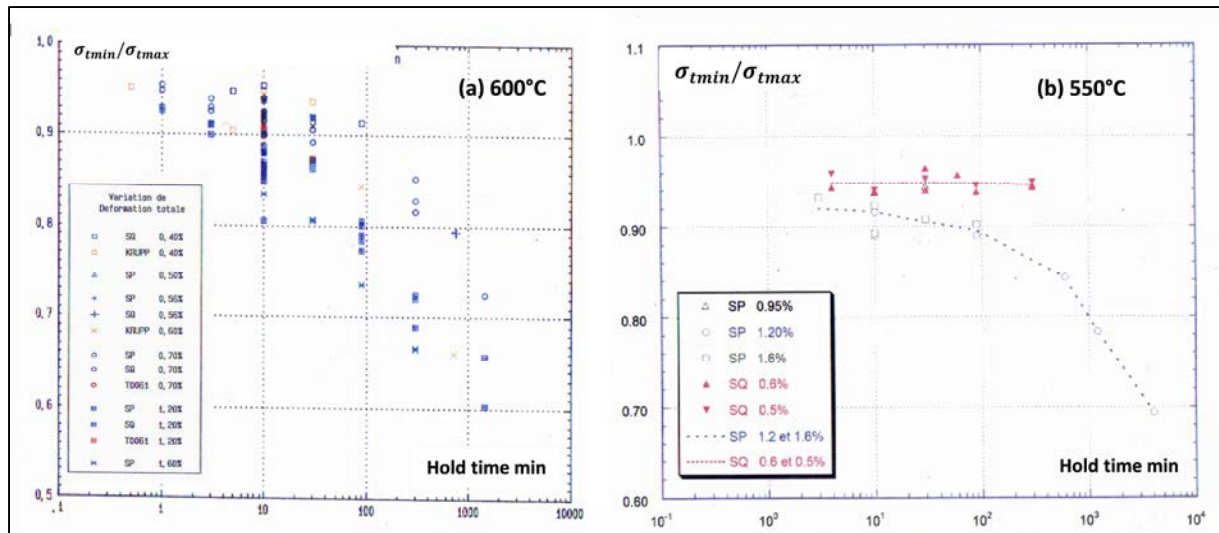 1,0
σtmin/σtmax
n
(a) 600°C
0,9
0,8
0,7
0,6
0,5
Variation de
Deformation totale
SQ 0,40%
KRUPP 0,40%
SP 0,50%
SP 0,56%
SQ 0,56%
KRUPP 0,60%
SP 0,70%
SQ 0,70%
TDO61 0,70%
SP 1,20%
SQ 1,20%
TDO61 1,20%
SP 1,60%
Hold time min
.1 1 10 100 1000 10000
1.10
σtmin/σtmax
(b) 550°C
1.00
0.90
0.80
0.70
0.60
SP 0.95%
SP 1.20%
SP 1.6%
SQ 0.6%
SQ 0.5%
SP 1.2 et 1.6%
SQ 0.6 et 0.5%
Hold time min
10-1 100 101 102 103 104